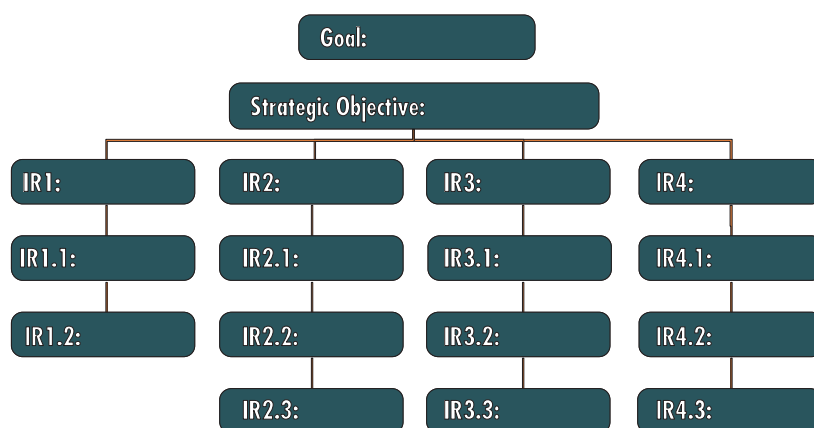 Goal:
Strategic Objective:
IR1:
IR2:
IR3:
IR4:
IR1.1:
IR2.1:
IR3.1:
IR4.1:
IR1.2:
IR2.2:
IR3.2:
IR4.2:
IR2.3:
IR3.3:
IR4.3: